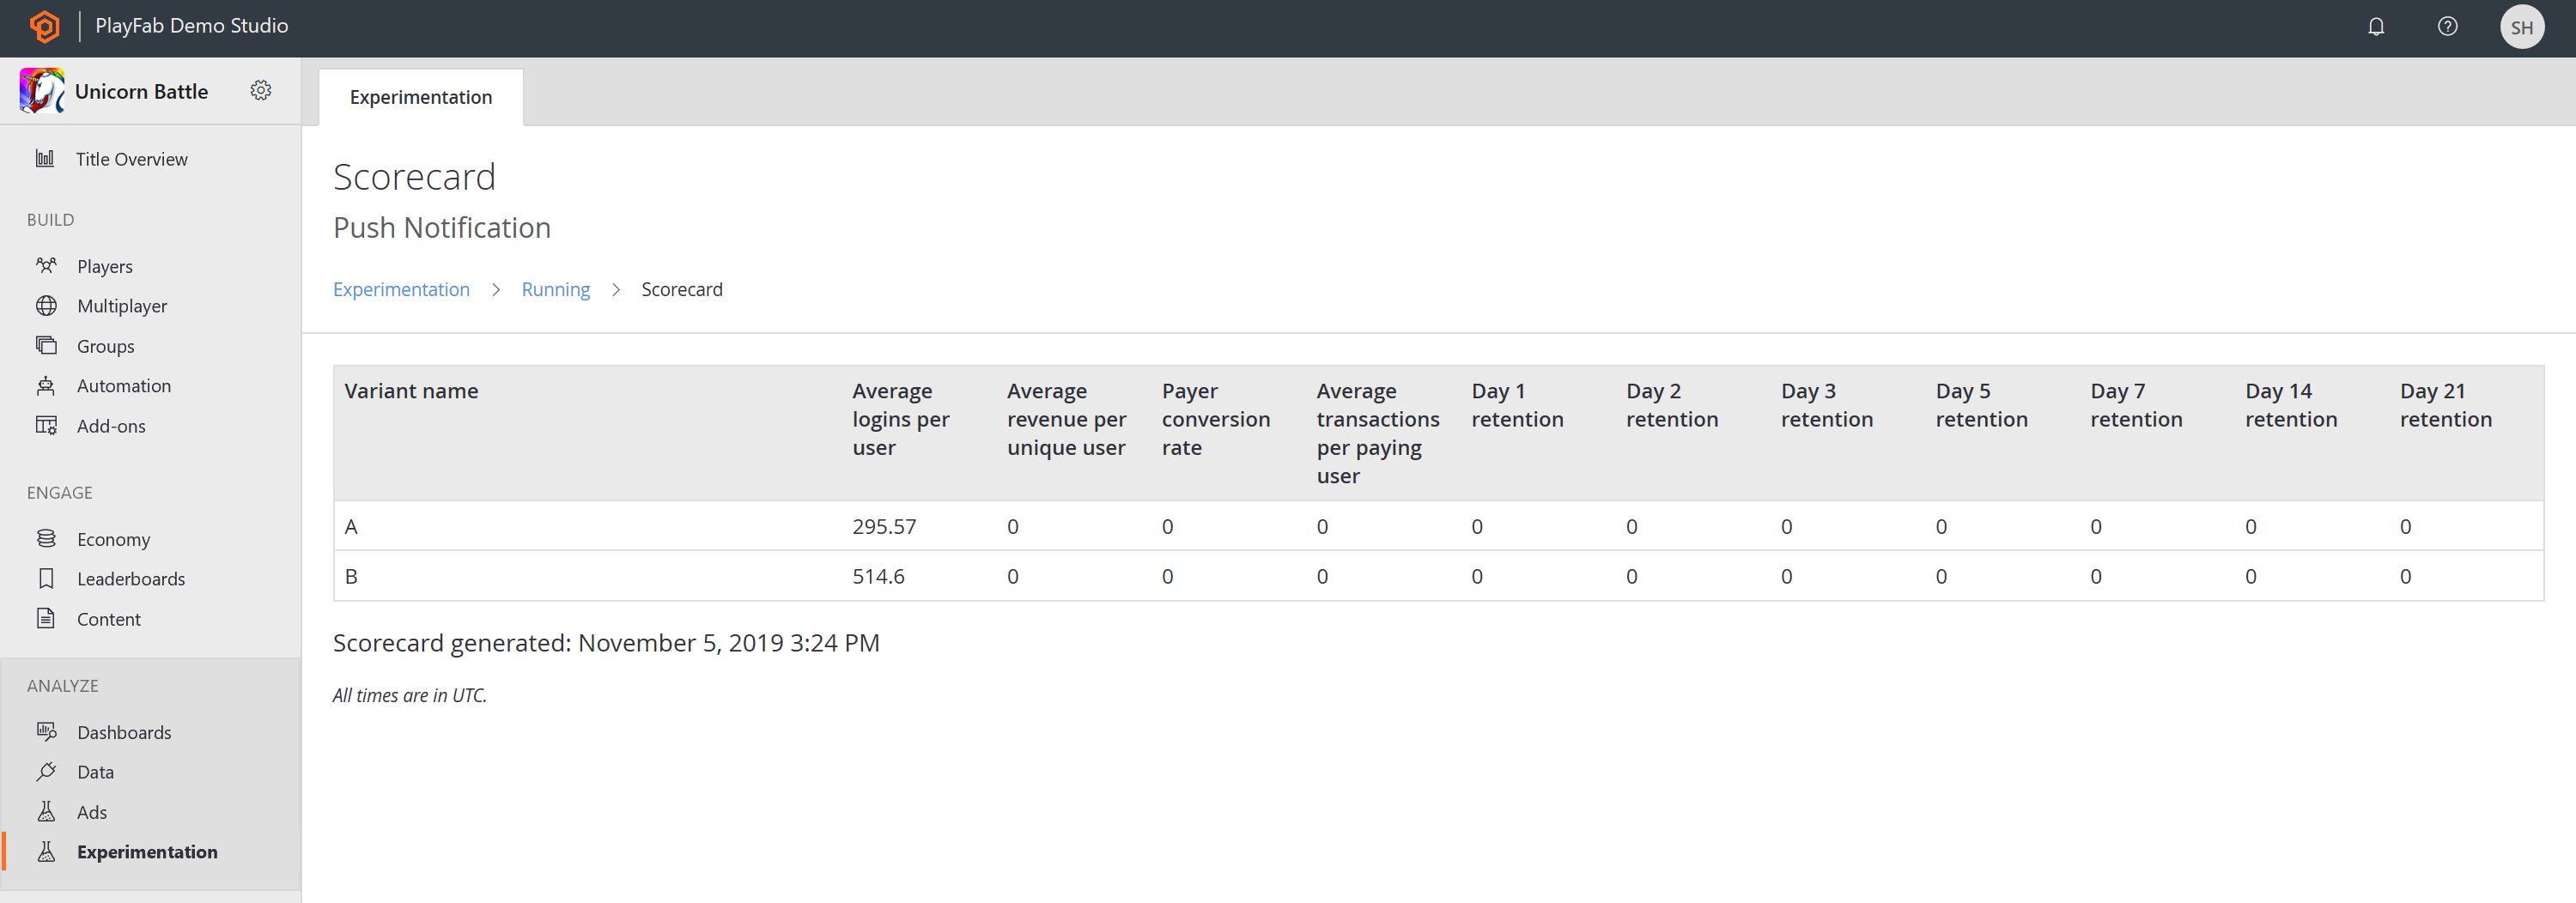 PlayFab Demo Studio
SH
Unicorn Battle
Experimentation
Title Overview
BUILD
Players
Multiplayer
Groups
Automation
Add-ons
ENGAGE
Economy
Leaderboards
Content
ANALYZE
Dashboards
Data
Ads
Experimentation
Scorecard
Push Notification
Experimentation > Running > Scorecard
Variant name Average logins per user Average revenue per unique user Payer conversion rate Average transactions per paying user Day 1 retention Day 2 retention Day 3 retention Day 5 retention Day 7 retention Day 14 retention Day 21 retention
A 295.57 0 0 0 0 0 0 0 0 0 0
B 514.6 0 0 0 0 0 0 0 0 0 0
Scorecard generated: November 5, 2019 3:24 PM
All times are in UTC.